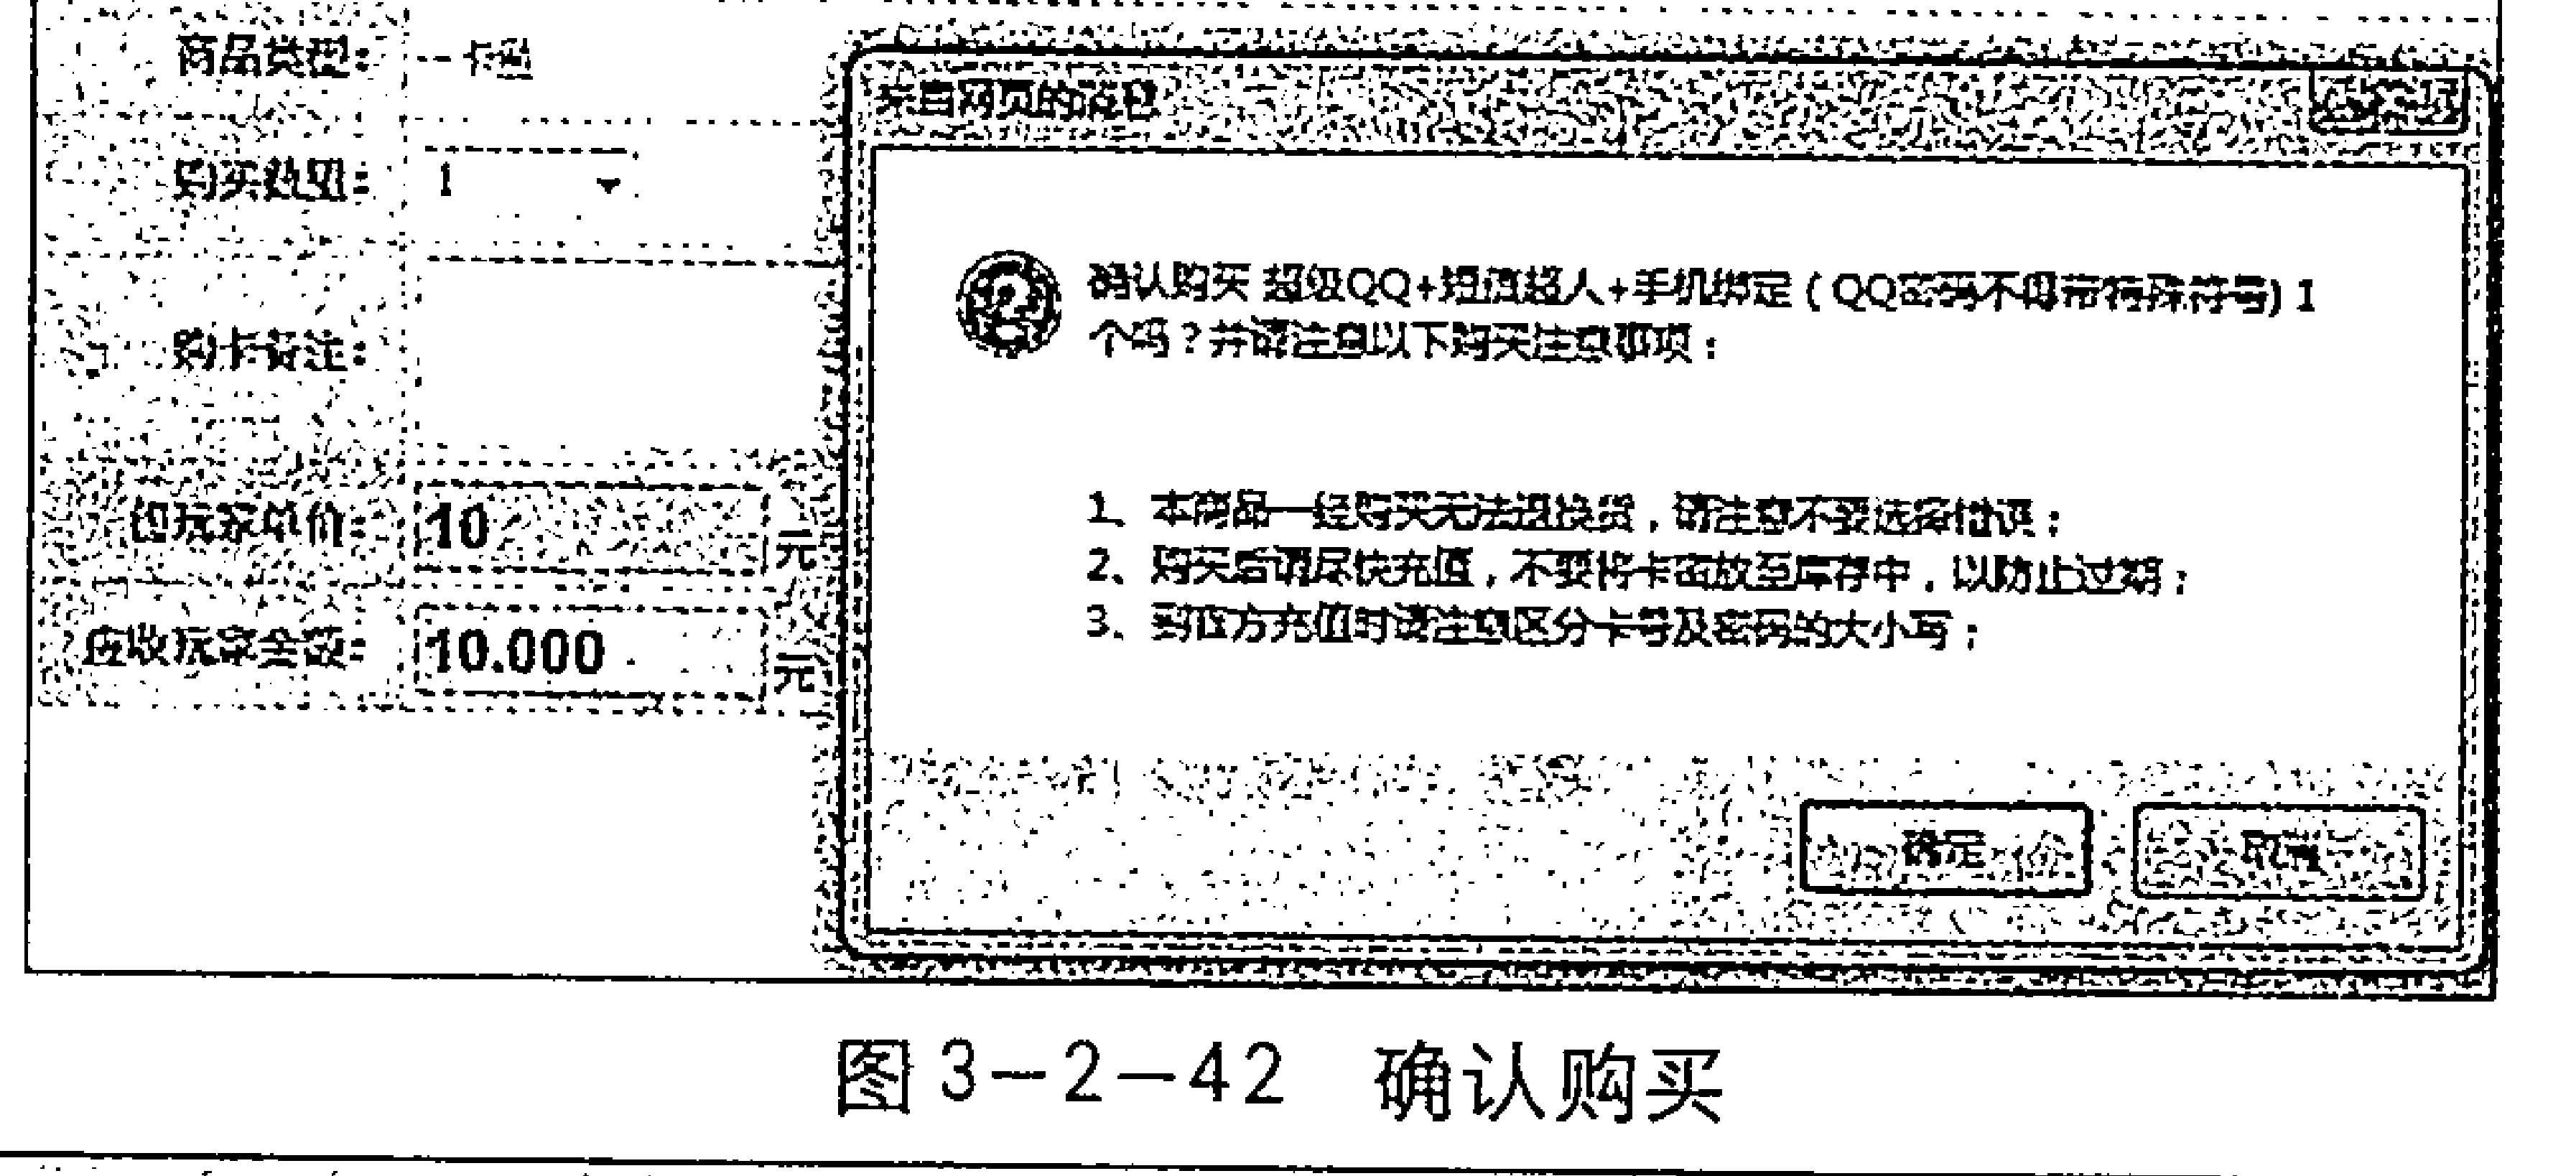 商品类型： 卡密
购买数量： 1
购卡备注：
玩家单价： 10 元
应收玩家金额： 10.000 元
来自网页的消息
确认购买 超级QQ+短信超人+手机绑定（QQ密码不得带特殊符号）1
个吗？并请注意以下购买注意事项：
1、本商品一经购买无法退换货，请注意不要选择错误；
2、购买后请尽快充值，不要将卡密放至库存中，以防止过期；
3、到官方充值时请注意区分卡号及密码的大小写；
确定 取消
图 3-2-42 确认购买